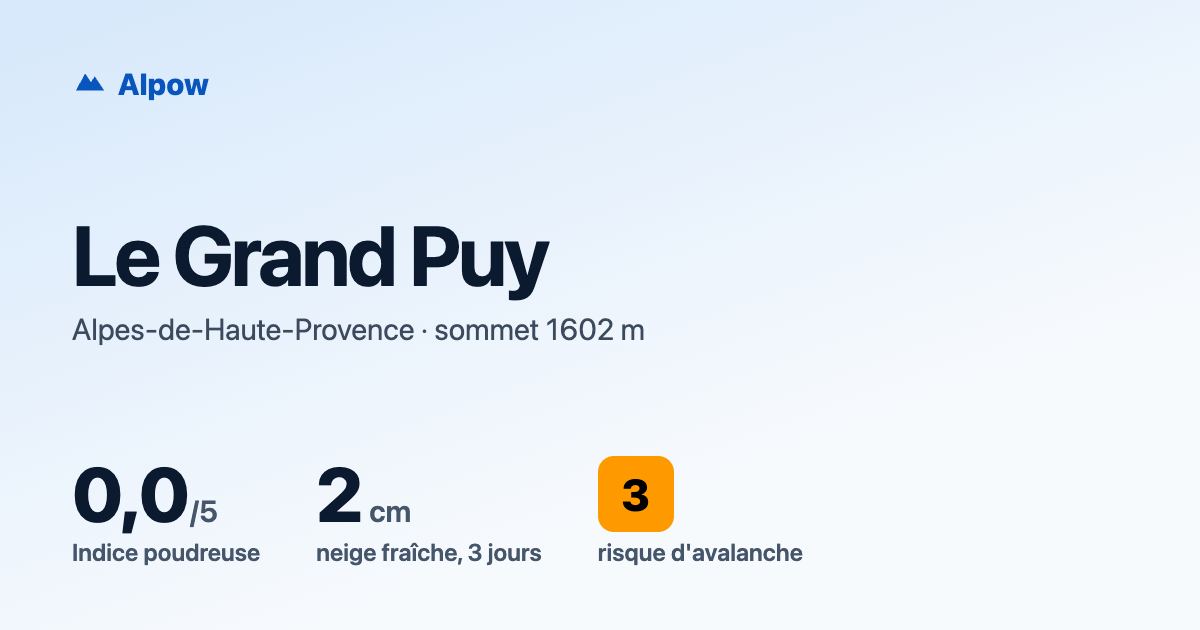 Alpow
Le Grand Puy
Alpes-de-Haute-Provence · sommet 1602 m
0,0/5
Indice poudreuse
2 cm
neige fraîche, 3 jours
3
risque d'avalanche